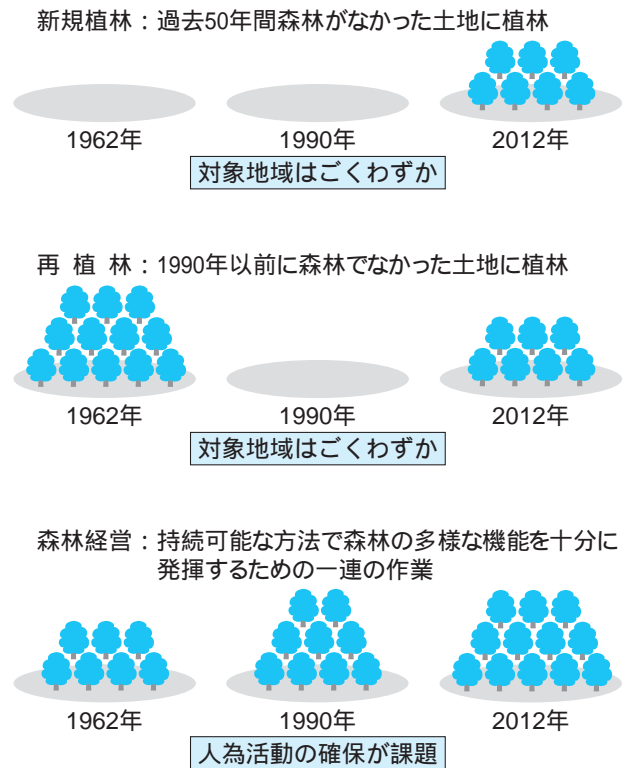 新規植林：過去50年間森林がなかった土地に植林
1962年 1990年 2012年
対象地域はごくわずか
再 植 林：1990年以前に森林でなかった土地に植林
1962年 1990年 2012年
対象地域はごくわずか
森林経営：持続可能な方法で森林の多様な機能を十分に
発揮するための一連の作業
1962年 1990年 2012年
人為活動の確保が課題